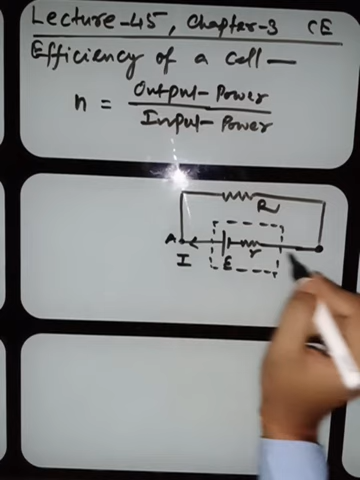 Lecture-45, Chapter-3 CE
Efficiency of a cell —
n = Output-Power
Input-Power
R
A
I
E
r